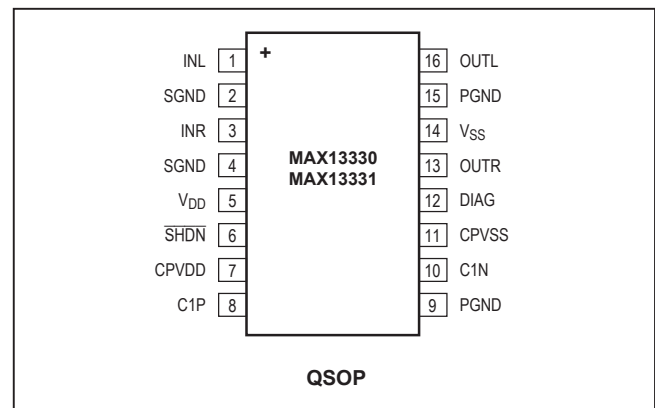 +
INL 1 16 OUTL
SGND 2 15 PGND
INR 3 14 VSS
SGND 4 MAX13330 13 OUTR
MAX13331
VDD 5 12 DIAG
SHDN 6 11 CPVSS
CPVDD 7 10 C1N
C1P 8 9 PGND
QSOP